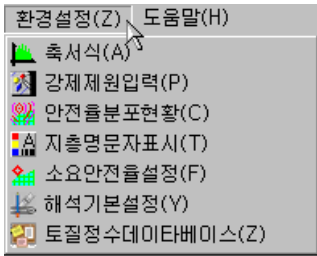 환경설정(Z) 도움말(H)
축서식(A)
강제제원입력(P)
안전율분포현황(C)
지층명문자표시(T)
소요안전율설정(F)
해석기본설정(Y)
토질정수데이타베이스(Z)